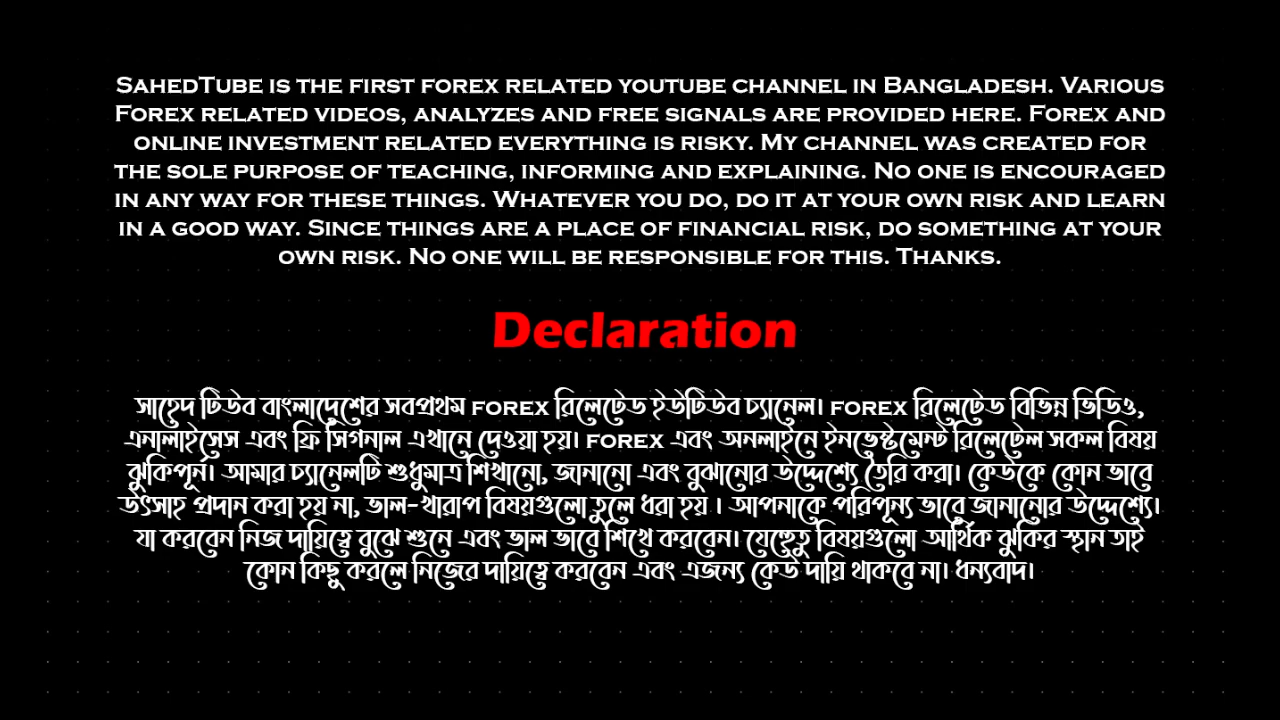 SahedTube is the first forex related youtube channel in Bangladesh. Various
Forex related videos, analyzes and free signals are provided here. Forex and
online investment related everything is risky. My channel was created for
the sole purpose of teaching, informing and explaining. No one is encouraged
in any way for these things. Whatever you do, do it at your own risk and learn
in a good way. Since things are a place of financial risk, do something at your
own risk. No one will be responsible for this. Thanks.
Declaration
সাহেদ টিউব বাংলাদেশের সবপ্রথম forex রিলেটেড ইউটিউব চ্যানেল। forex রিলেটেড বিভিন্ন ভিডিও,
এনালাইসেস এবং ফ্রি সিগনাল এখানে দেওয়া হয়। forex এবং অনলাইনে ইনভেষ্টমেন্ট রিলেটেল সকল বিষয়
ঝুকিপূর্ন। আমার চ্যানেলটি শুধুমাত্র শিখানো, জানানো এবং বুঝানোর উদ্দেশ্যে তৈরি করা। কেউকে কোন ভাবে
উৎসাহ প্রদান করা হয় না, ভাল-খারাপ বিষয়গুলো তুলে ধরা হয় । আপনাকে পরিপূন্য ভাবে জানানোর উদ্দেশ্যে।
যা করবেন নিজ দায়িত্বে বুঝে শুনে এবং ভাল ভাবে শিখে করবেন। যেহেতু বিষয়গুলো আর্থিক ঝুকির স্থান তাই
কোন কিছু করলে নিজের দায়িত্বে করবেন এবং এজন্য কেউ দায়ি থাকবে না। ধন্যবাদ।